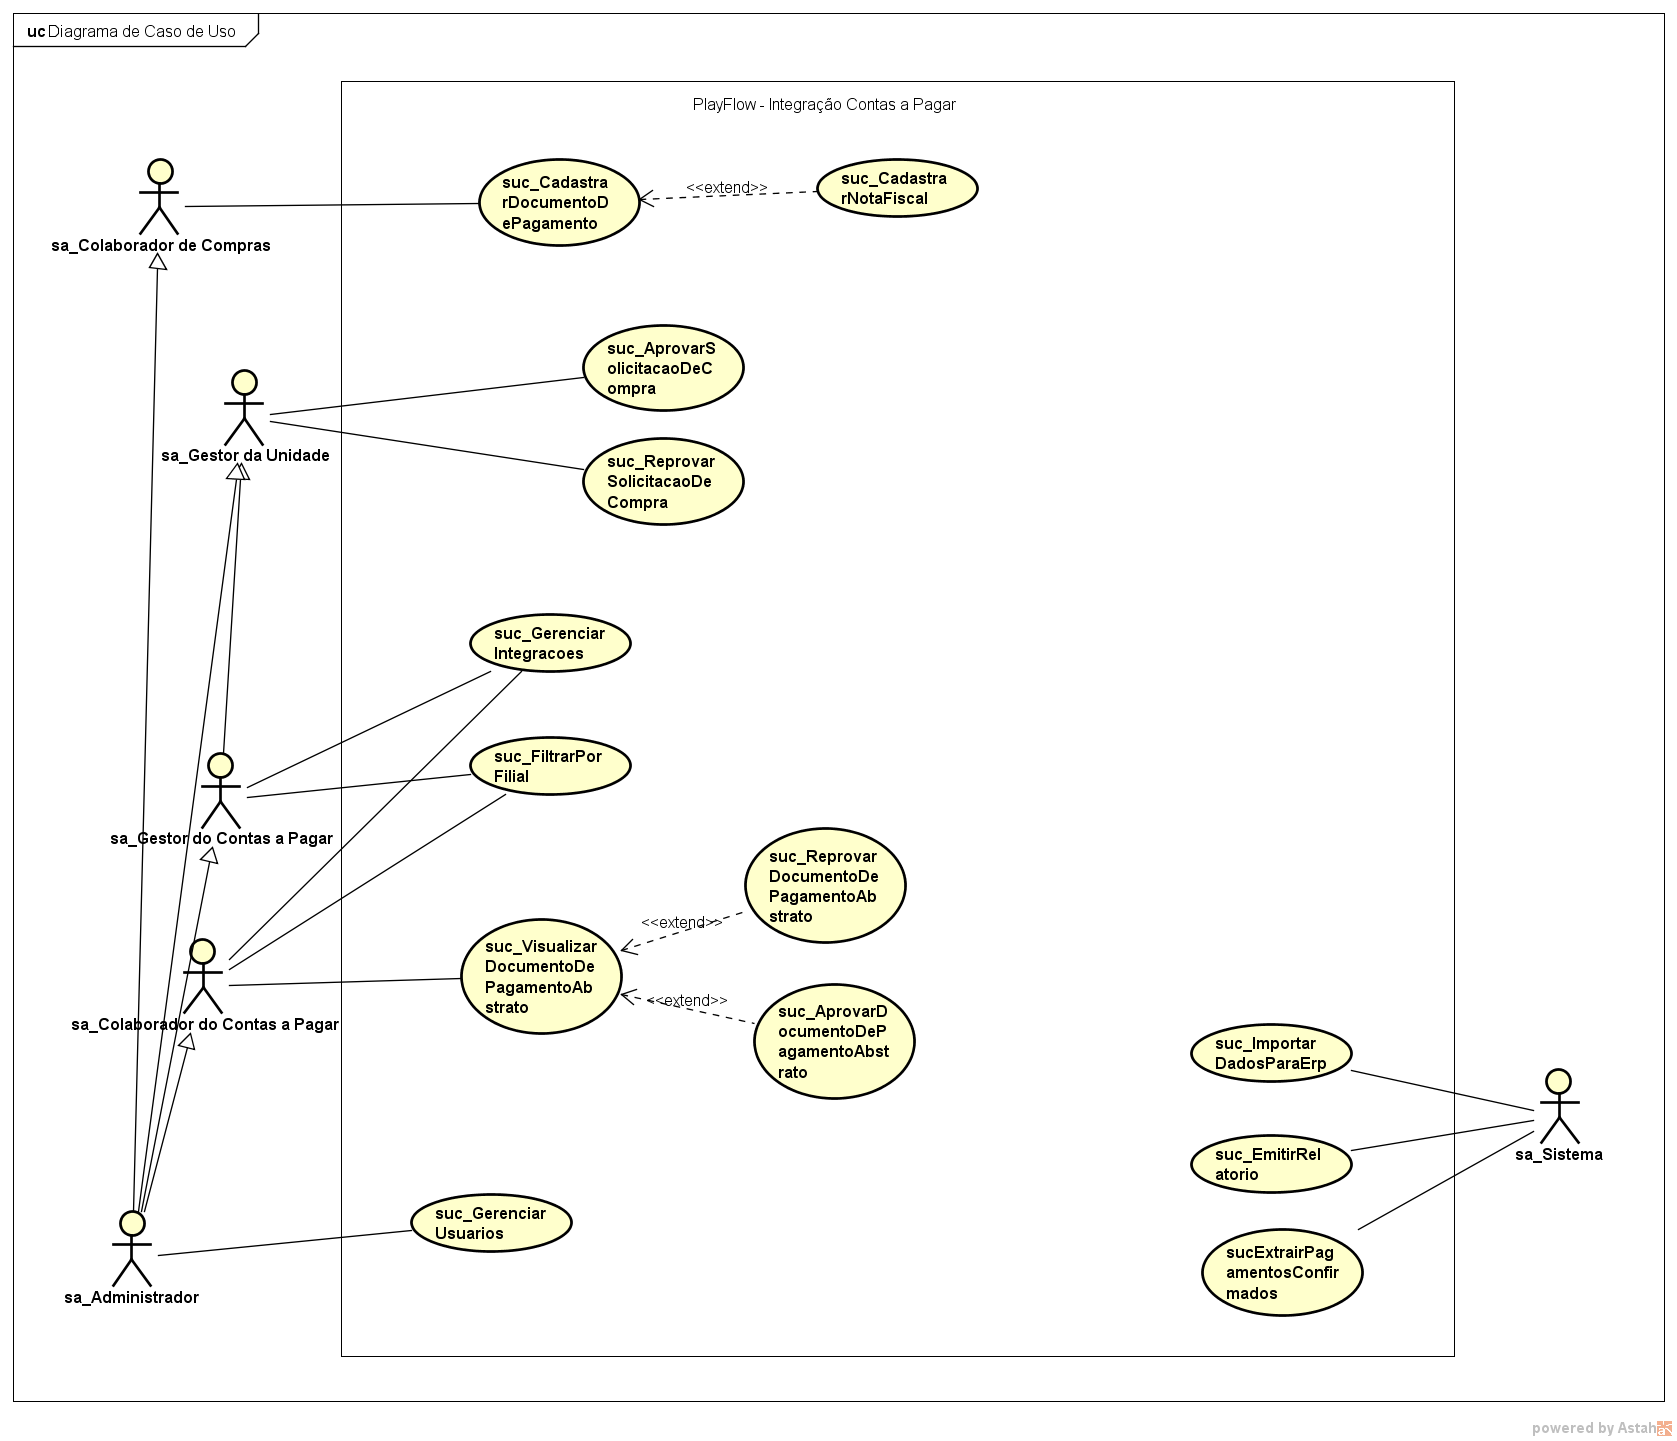 uc Diagrama de Caso de Uso
PlayFlow - Integração Contas a Pagar
suc_Cadastra
rDocumentoD
ePagamento
<<extend>>
suc_Cadastra
rNotaFiscal
sa_Colaborador de Compras
suc_AprovarS
olicitacaoDeC
ompra
sa_Gestor da Unidade
suc_Reprovar
SolicitacaoDe
Compra
suc_Gerenciar
Integracoes
suc_FiltrarPor
Filial
sa_Gestor do Contas a Pagar
suc_Reprovar
DocumentoDe
PagamentoAb
strato
<<extend>>
suc_Visualizar
DocumentoDe
PagamentoAb
strato
<<extend>>
suc_AprovarD
ocumentoDeP
agamentoAbst
rato
sa_Colaborador do Contas a Pagar
suc_Importar
DadosParaErp
suc_EmitirRel
atorio
sa_Sistema
suc_Gerenciar
Usuarios
sucExtrairPag
amentosConfir
mados
sa_Administrador
powered by Astah